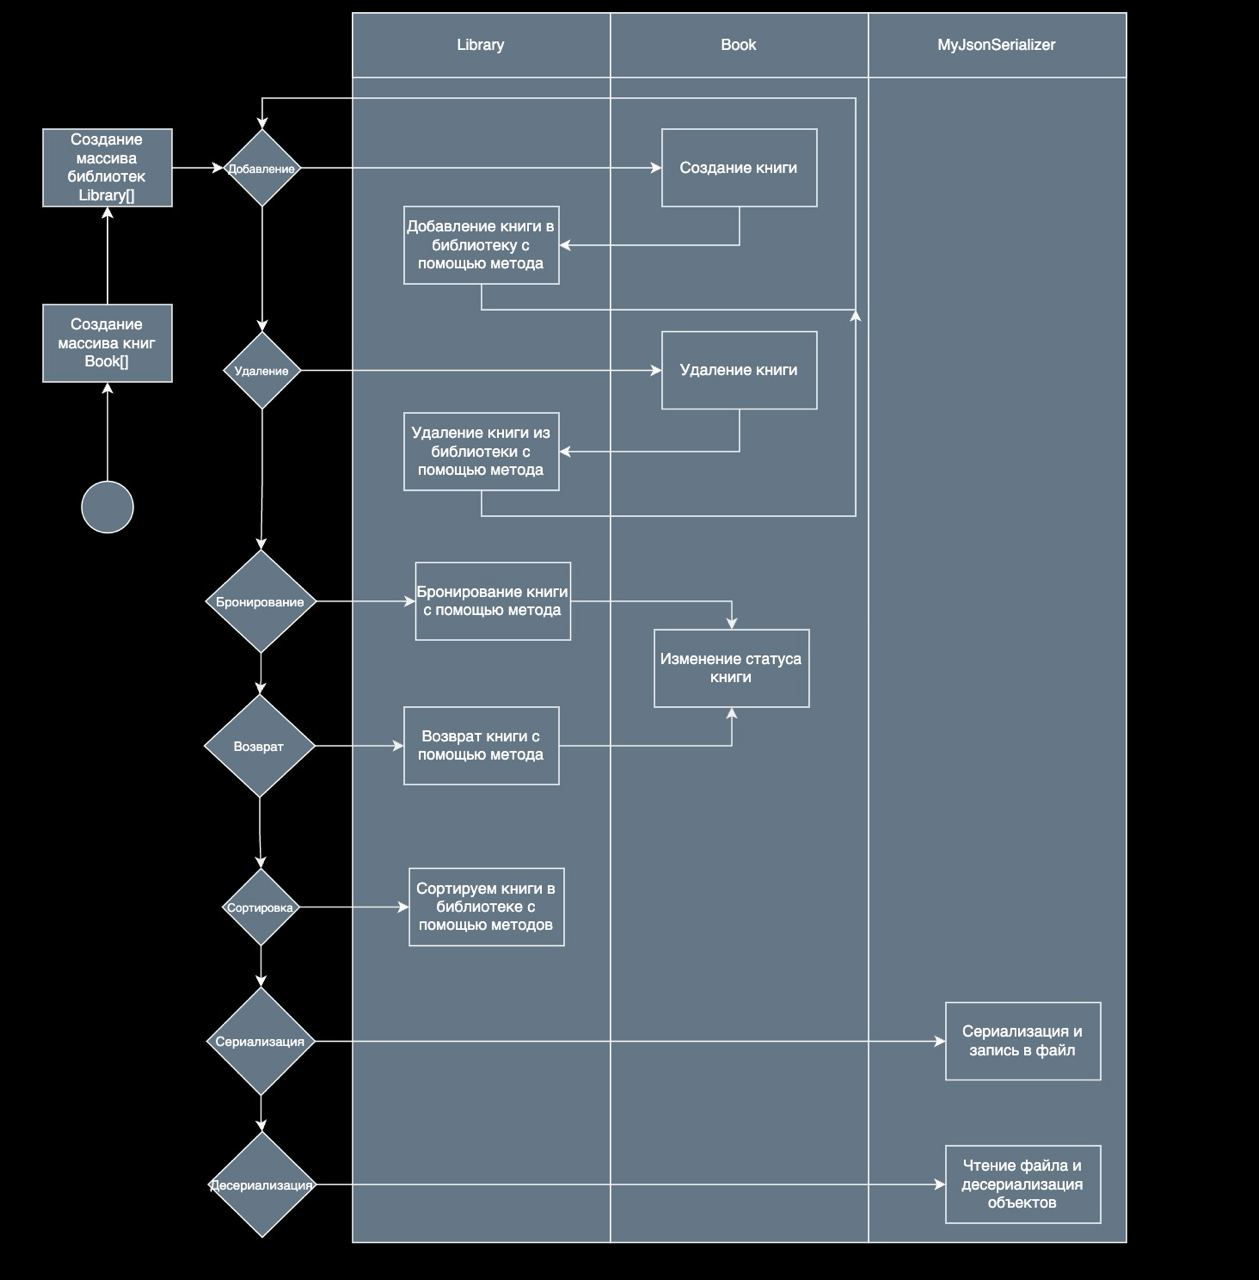 Library
Book
MyJsonSerializer
Создание
массива
библиотек
Library[]
Добавление
Создание книги
Добавление книги в
библиотеку с
помощью метода
Создание
массива книг
Book[]
Удаление
Удаление книги
Удаление книги из
библиотеки с
помощью метода
Бронирование
Бронирование книги
с помощью метода
Изменение статуса
книги
Возврат
Возврат книги с
помощью метода
Сортировка
Сортируем книги в
библиотеке с
помощью методов
Сериализация
Сериализация и
запись в файл
Десериализация
Чтение файла и
десериализация
объектов